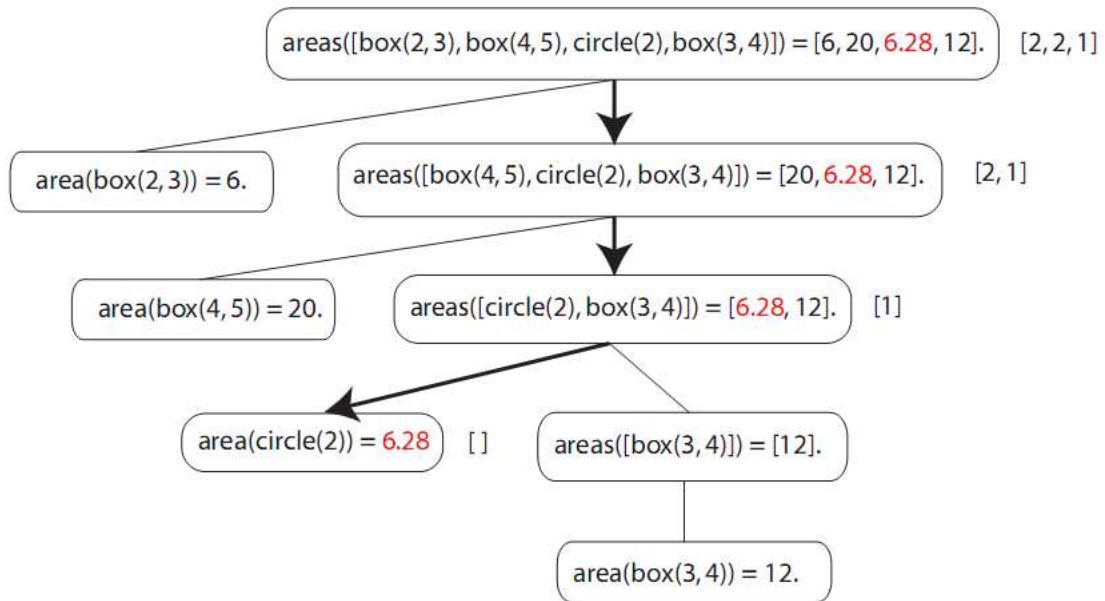 areas([box(2,3),box(4,5),circle(2),box(3,4)]) = [6,20,6.28,12]. [2,2,1]
area(box(2,3)) = 6. areas([box(4,5),circle(2),box(3,4)]) = [20,6.28,12]. [2,1]
area(box(4,5)) = 20. areas([circle(2),box(3,4)]) = [6.28,12]. [1]
area(circle(2)) = 6.28 [ ] areas([box(3,4)]) = [12].
area(box(3,4)) = 12.